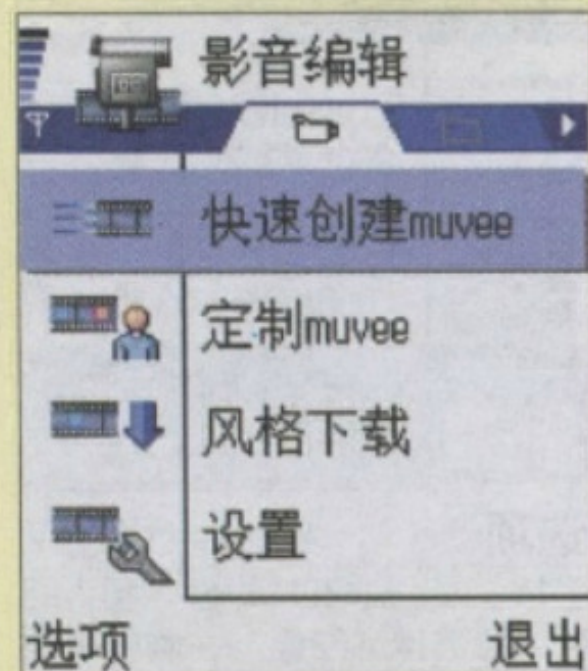 影音编辑
快速创建muvee
定制muvee
风格下载
设置
选项 退出